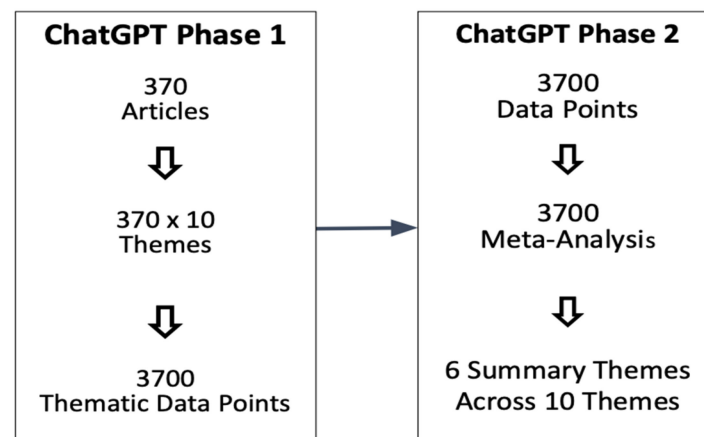 ChatGPT Phase 1
370
Articles
370 x 10
Themes
3700
Thematic Data Points
ChatGPT Phase 2
3700
Data Points
3700
Meta-Analysis
6 Summary Themes
Across 10 Themes